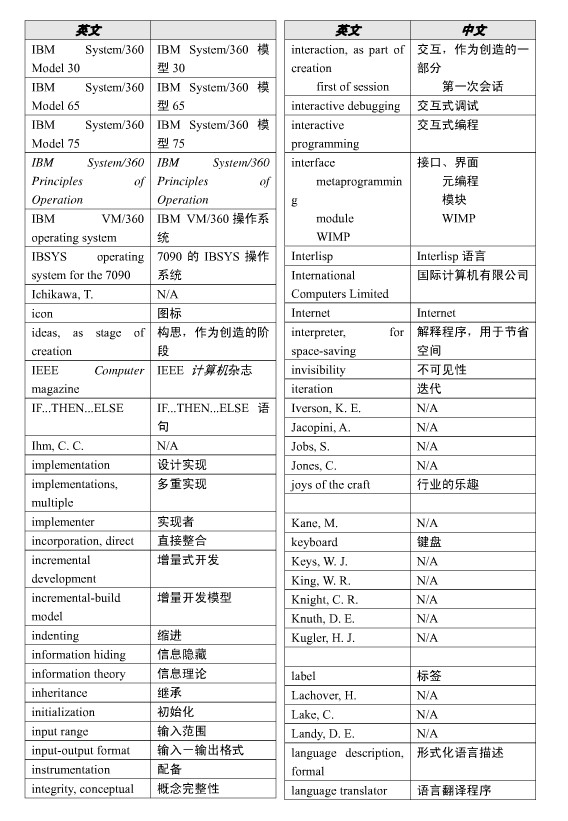 英文
IBM System/360 IBM System/360 模
Model 30 型 30
IBM System/360 IBM System/360 模
Model 65 型 65
IBM System/360 IBM System/360 模
Model 75 型 75
IBM System/360 IBM System/360
Principles of Principles of
Operation Operation
IBM VM/360 IBM VM/360 操作系
operating system 统
IBSYS operating 7090 的 IBSYS 操作
system for the 7090 系统
Ichikawa, T. N/A
icon 图标
ideas, as stage of 构思，作为创造的阶
creation 段
IEEE Computer IEEE 计算机杂志
magazine
IF...THEN...ELSE IF...THEN...ELSE 语
句
Ihm, C. C. N/A
implementation 设计实现
implementations, 多重实现
multiple
implementer 实现者
incorporation, direct 直接整合
incremental 增量式开发
development
incremental-build 增量开发模型
model
indenting 缩进
information hiding 信息隐藏
information theory 信息理论
inheritance 继承
initialization 初始化
input range 输入范围
input-output format 输入－输出格式
instrumentation 配备
integrity, conceptual 概念完整性
英文 中文
interaction, as part of 交互，作为创造的一
creation 部分
first of session 第一次会话
interactive debugging 交互式调试
interactive 交互式编程
programming
interface 接口、界面
metaprogrammin 元编程
g 模块
module WIMP
WIMP
Interlisp Interlisp 语言
International 国际计算机有限公司
Computers Limited
Internet Internet
interpreter, for 解释程序，用于节省
space-saving 空间
invisibility 不可见性
iteration 迭代
Iverson, K. E. N/A
Jacopini, A. N/A
Jobs, S. N/A
Jones, C. N/A
joys of the craft 行业的乐趣
Kane, M. N/A
keyboard 键盘
Keys, W. J. N/A
King, W. R. N/A
Knight, C. R. N/A
Knuth, D. E. N/A
Kugler, H. J. N/A
label 标签
Lachover, H. N/A
Lake, C. N/A
Landy, D. E. N/A
language description, 形式化语言描述
formal
language translator 语言翻译程序